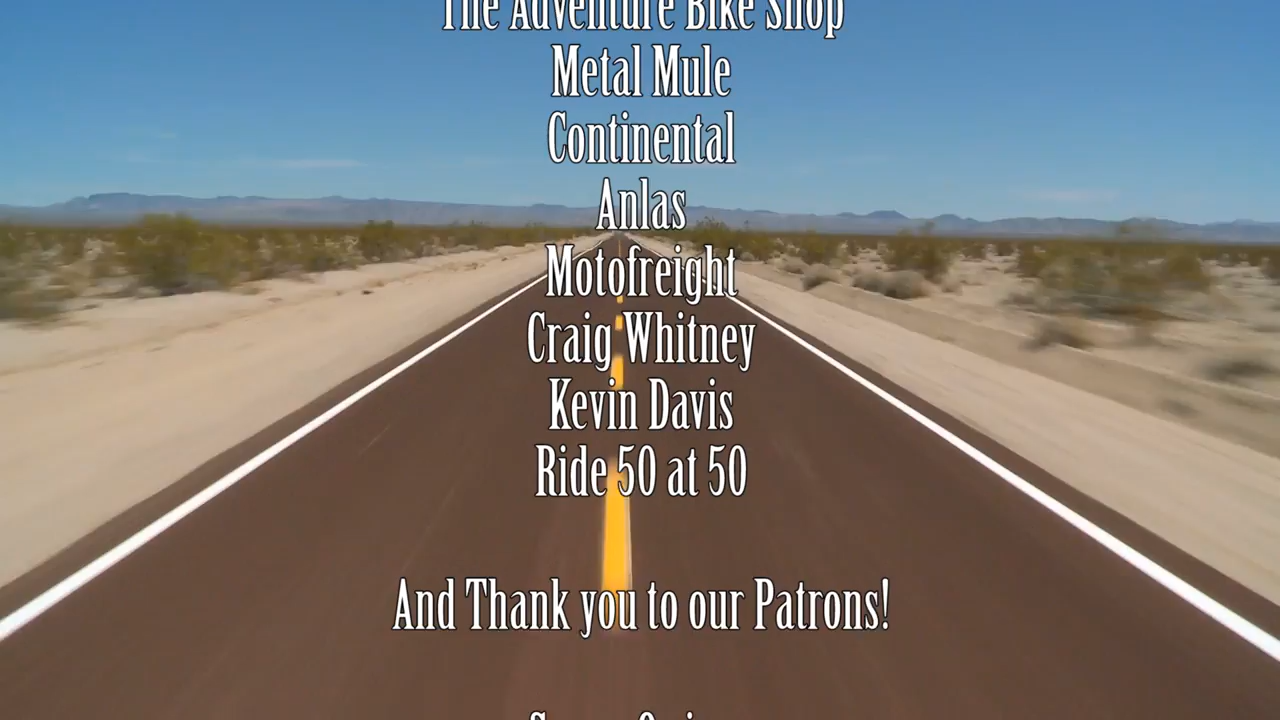 The Adventure Bike Shop
Metal Mule
Continental
Anlas
Motofreight
Craig Whitney
Kevin Davis
Ride 50 at 50
And Thank you to our Patrons!